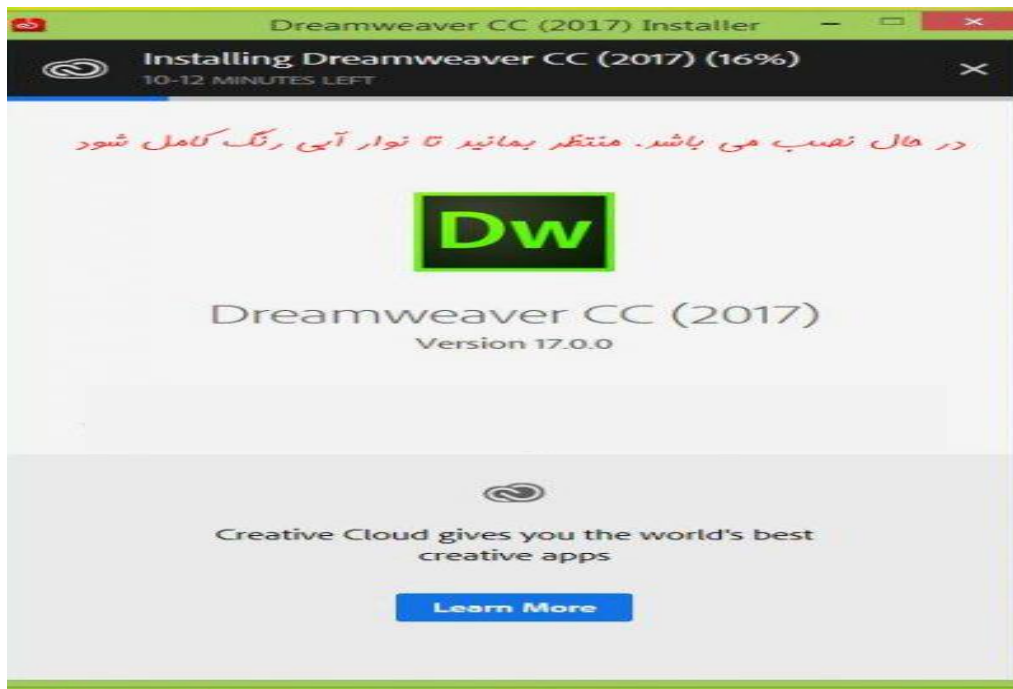 Dreamweaver CC (2017) Installer
Installing Dreamweaver CC (2017) (16%)
10-12 MINUTES LEFT
در حال نصب می باشد. منتظر بمانید تا نوار آبی رنگ کامل شود
Dw
Dreamweaver CC (2017)
Version 17.0.0
Creative Cloud gives you the world's best
creative apps
Learn More